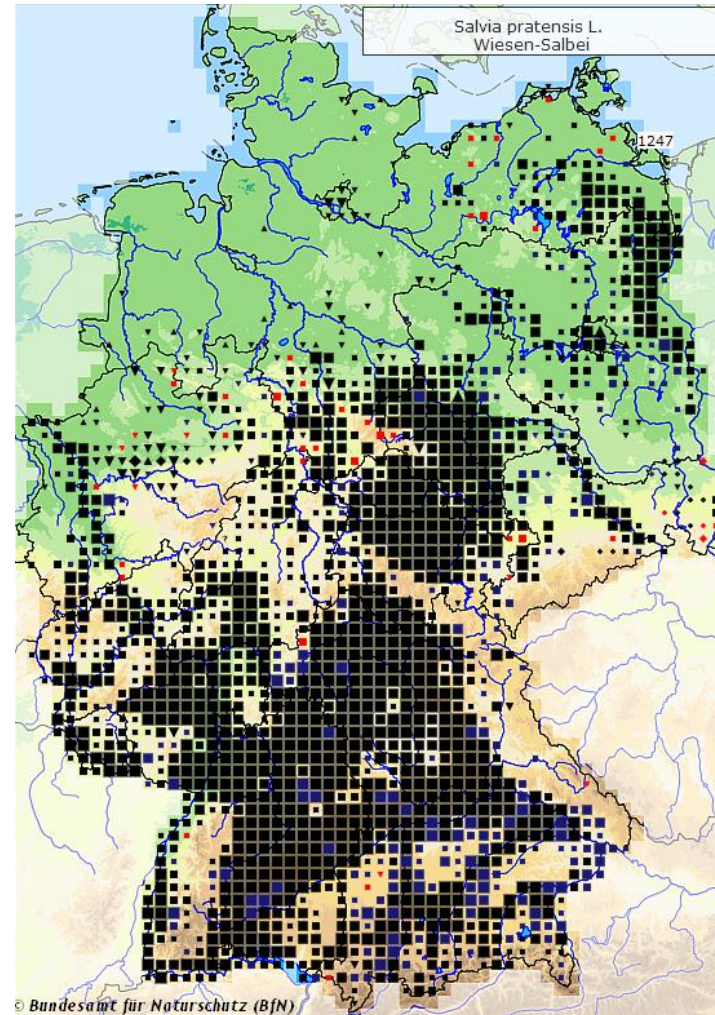 Salvia pratensis L.
Wiesen-Salbei
1247
© Bundesamt für Naturschutz (BfN)